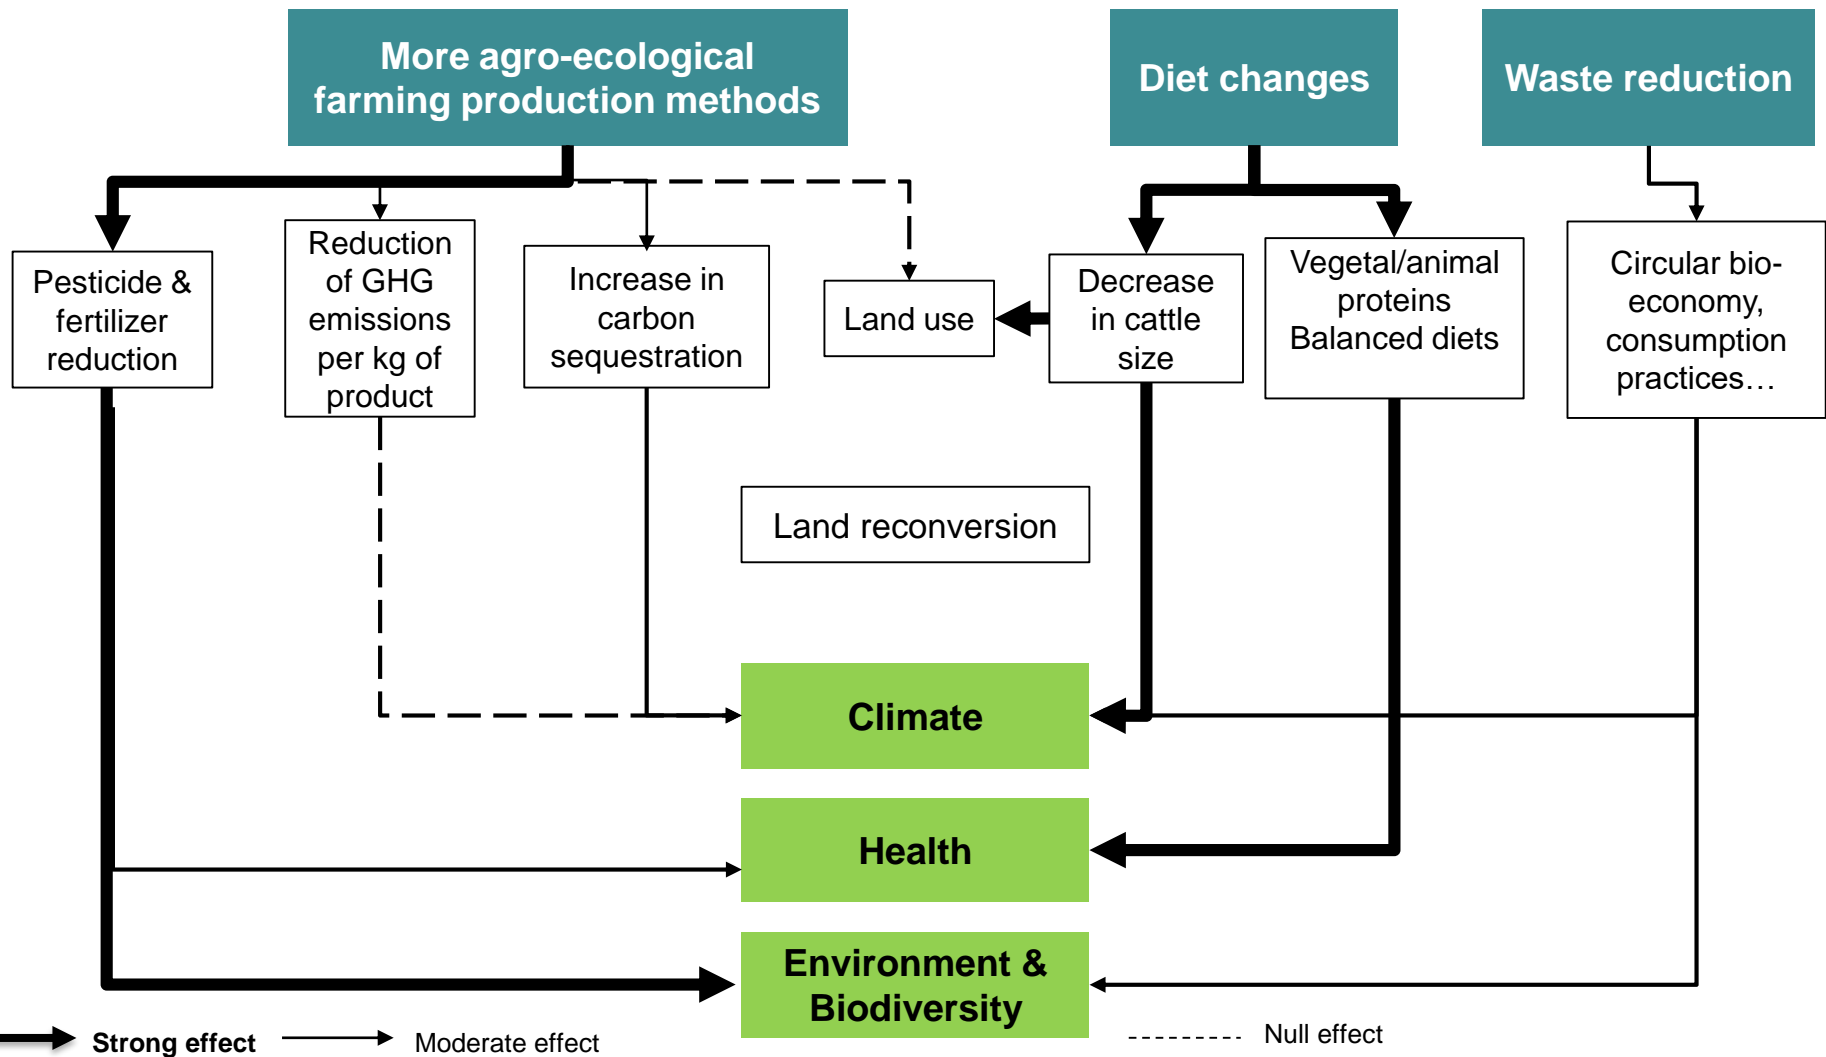 More agro-ecological
farming production methods
Diet changes
Waste reduction
Pesticide &
fertilizer
reduction
Reduction
of GHG
emissions
per kg of
product
Increase in
carbon
sequestration
Land use
Decrease
in cattle
size
Vegetal/animal
proteins
Balanced diets
Circular bio-
economy,
consumption
practices…
Land reconversion
Climate
Health
Environment &
Biodiversity
Strong effect
Moderate effect
Null effect